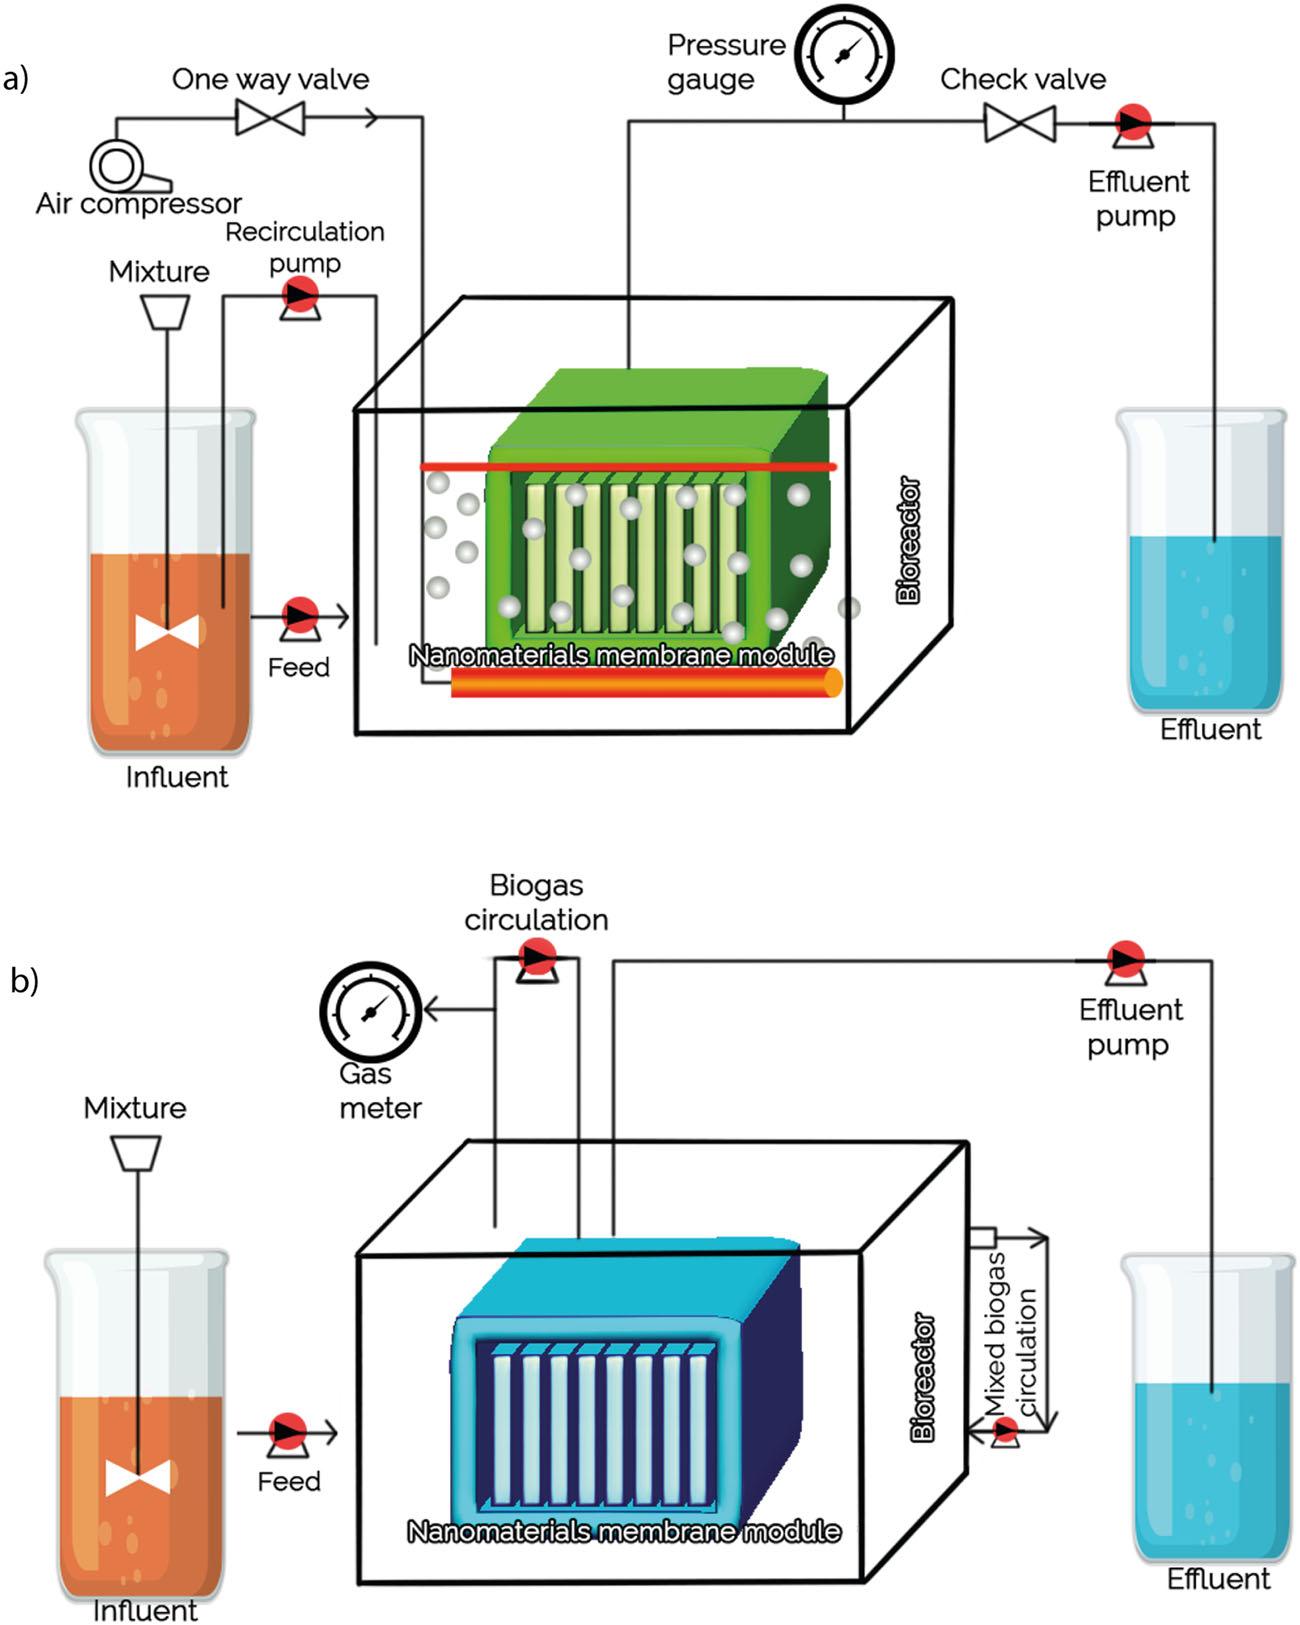 a)
One way valve
Pressure
gauge
Check valve
Air compressor
Effluent
pump
Recirculation
pump
Mixture
Bioreactor
Nanomaterials membrane module
Feed
Influent
Effluent
b)
Biogas
circulation
Gas
meter
Effluent
pump
Mixture
Mixed biogas
circulation
Bioreactor
Feed
Nanomaterials membrane module
Influent
Effluent